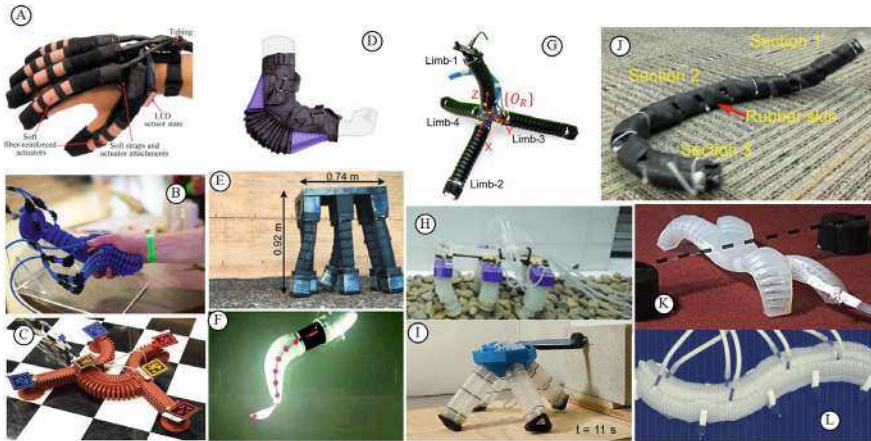 A
Tubing
LED
sensor state
Soft
fiber-reinforced
actuators
Soft straps and
actuator attachments
B
C
D
E
0.74 m
0.92 m
F
G
Limb-1
Z
{O_R}
Limb-4
Y
Limb-3
X
Limb-2
H
I
t = 11 s
J
Section 1
Section 2
Rubber skin
Section 3
K
L